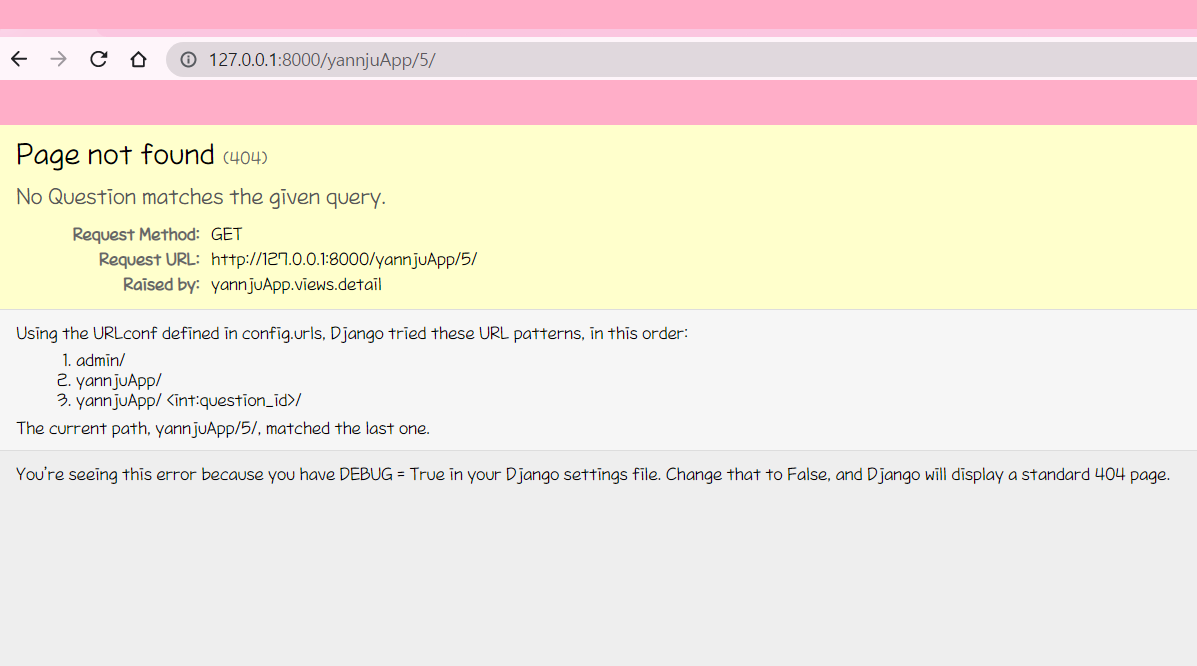 127.0.0.1:8000/yannjuApp/5/
Page not found (404)
No Question matches the given query.
Request Method: GET
Request URL: http://127.0.0.1:8000/yannjuApp/5/
Raised by: yannjuApp.views.detail
Using the URLconf defined in config.urls, Django tried these URL patterns, in this order:
1. admin/
2. yannjuApp/
3. yannjuApp/ <int:question_id>/
The current path, yannjuApp/5/, matched the last one.
You're seeing this error because you have DEBUG = True in your Django settings file. Change that to False, and Django will display a standard 404 page.